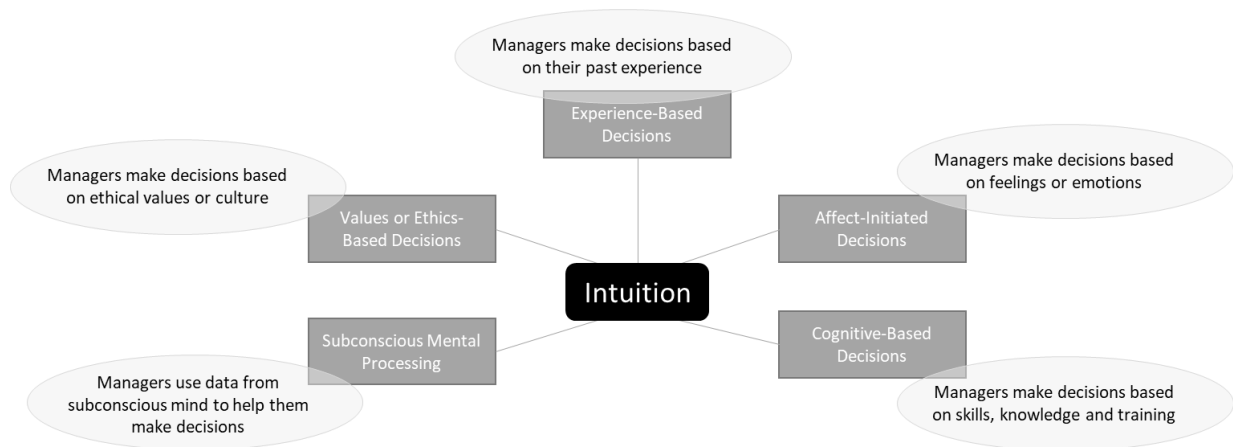 Managers make decisions based
on their past experience
Experience-Based
Decisions
Managers make decisions based
on ethical values or culture
Values or Ethics-
Based Decisions
Managers make decisions based
on feelings or emotions
Affect-Initiated
Decisions
Intuition
Subconscious Mental
Processing
Managers use data from
subconscious mind to help them
make decisions
Cognitive-Based
Decisions
Managers make decisions based
on skills, knowledge and training